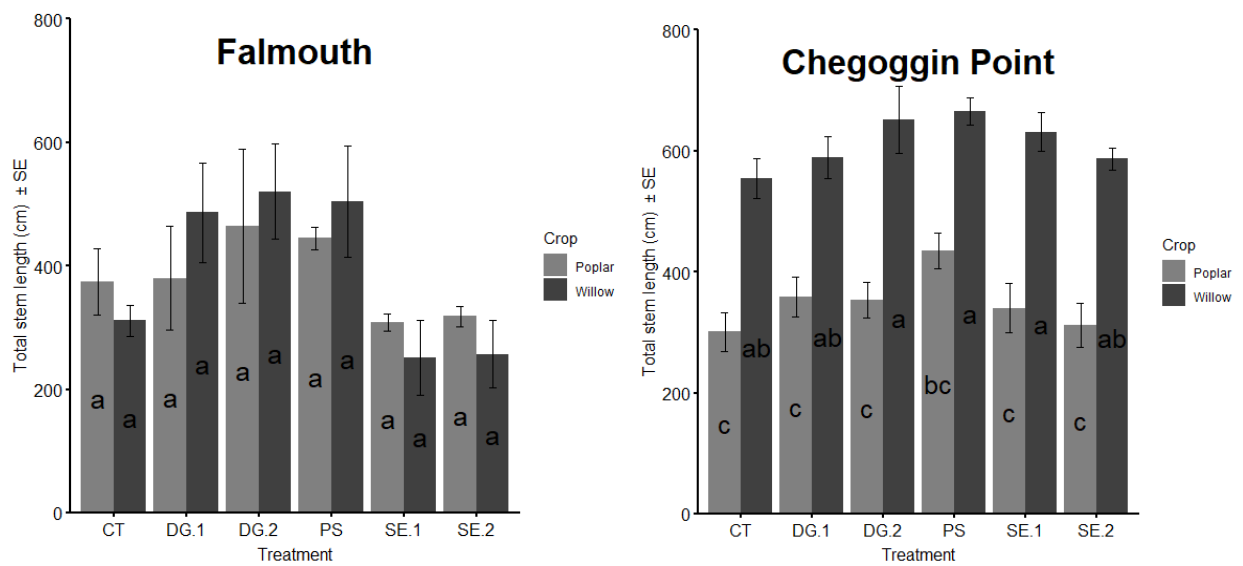 Falmouth
Total stem length (cm) ± SE
800
600
400
200
0
a a a a a a a a a a a a
CT DG.1 DG.2 PS SE.1 SE.2
Treatment
Crop
Poplar
Willow
Chegoggin Point
Total stem length (cm) ± SE
800
600
400
200
0
c ab c ab c a bc a c a c ab
CT DG.1 DG.2 PS SE.1 SE.2
Treatment
Crop
Poplar
Willow